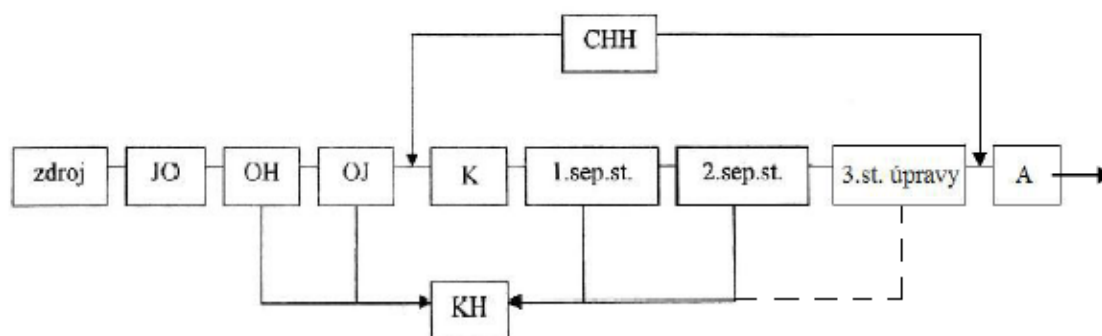 CHH
zdroj
JO
OH
OJ
K
1.sep.st.
2.sep.st.
3.st. úpravy
A
KH